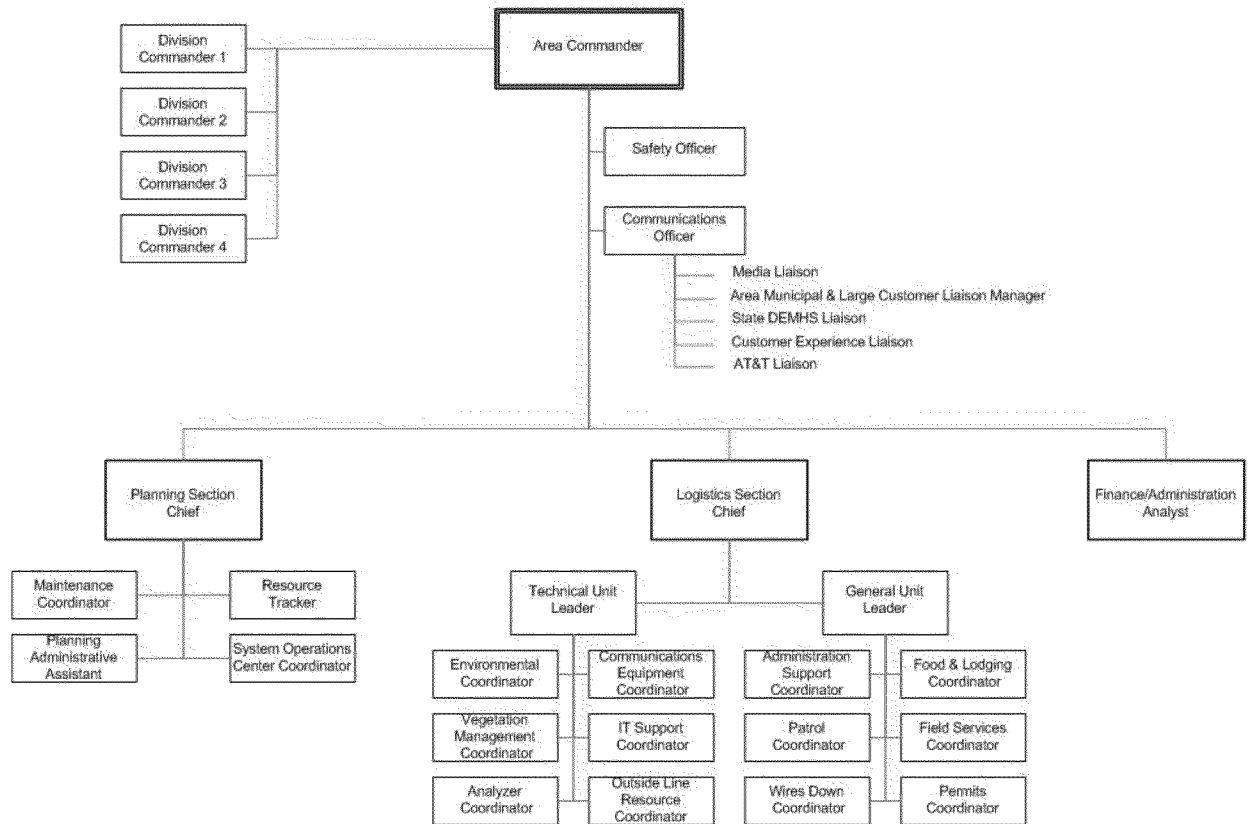 Area Commander
Division
Commander 1
Division
Commander 2
Division
Commander 3
Division
Commander 4
Safety Officer
Communications
Officer
Media Liaison
Area Municipal & Large Customer Liaison Manager
State DEMHS Liaison
Customer Experience Liaison
AT&T Liaison
Planning Section
Chief
Logistics Section
Chief
Finance/Administration
Analyst
Maintenance
Coordinator
Resource
Tracker
Planning
Administrative
Assistant
System Operations
Center Coordinator
Technical Unit
Leader
General Unit
Leader
Environmental
Coordinator
Communications
Equipment
Coordinator
Vegetation
Management
Coordinator
IT Support
Coordinator
Analyzer
Coordinator
Outside Line
Resource
Coordinator
Administration
Support
Coordinator
Food & Lodging
Coordinator
Patrol
Coordinator
Field Services
Coordinator
Wires Down
Coordinator
Permits
Coordinator